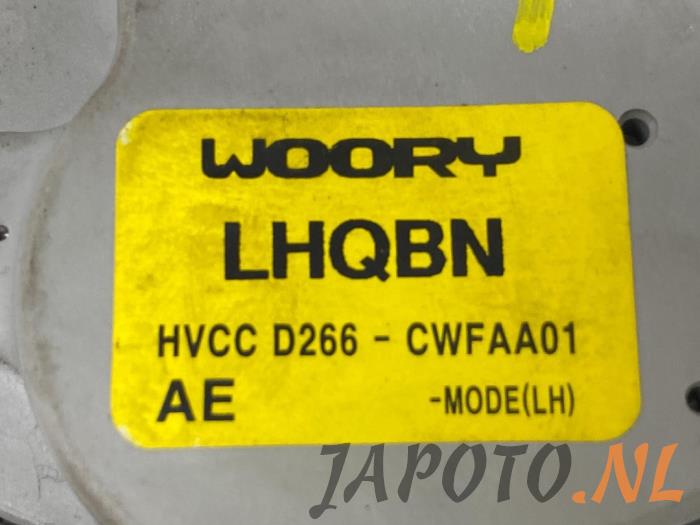 WOORY
LHQBN
HVCC D266 - CWFAA01
AE -MODE(LH)
JAPOTO.NL